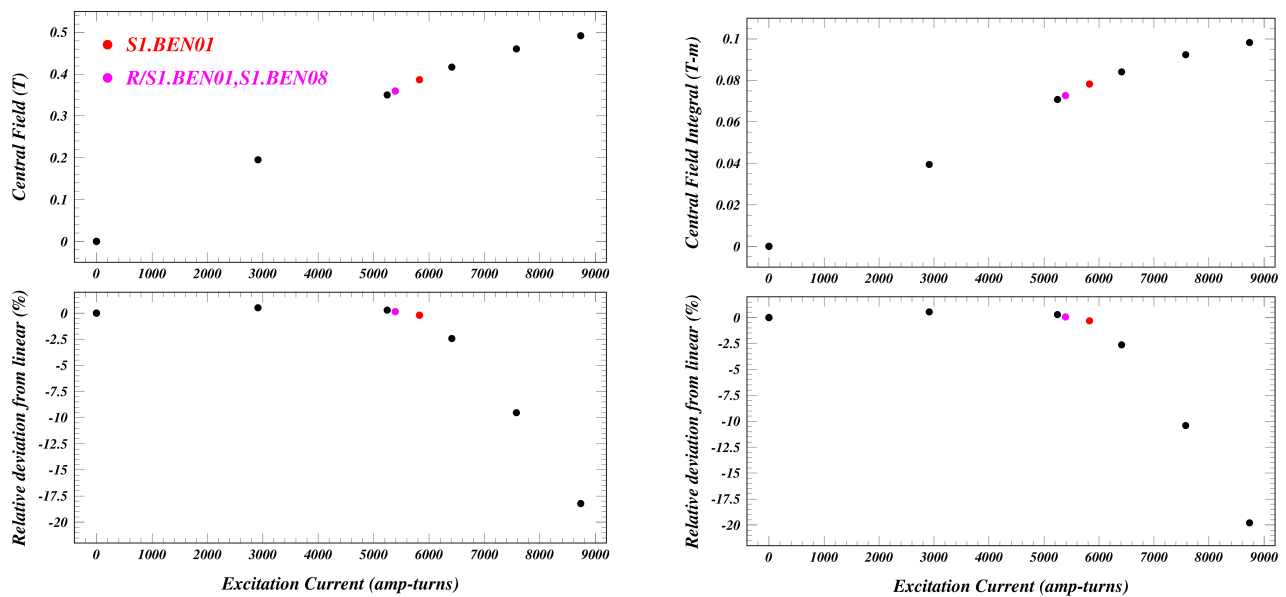 Central Field (T)
0.5
0.4
0.3
0.2
0.1
0
S1.BEN01
R/S1.BEN01,S1.BEN08
0 1000 2000 3000 4000 5000 6000 7000 8000 9000
Relative deviation from linear (%)
0
-2.5
-5
-7.5
-10
-12.5
-15
-17.5
-20
0 1000 2000 3000 4000 5000 6000 7000 8000 9000
Excitation Current (amp-turns)
Central Field Integral (T-m)
0.1
0.08
0.06
0.04
0.02
0
0 1000 2000 3000 4000 5000 6000 7000 8000 9000
Relative deviation from linear (%)
0
-2.5
-5
-7.5
-10
-12.5
-15
-17.5
-20
0 1000 2000 3000 4000 5000 6000 7000 8000 9000
Excitation Current (amp-turns)